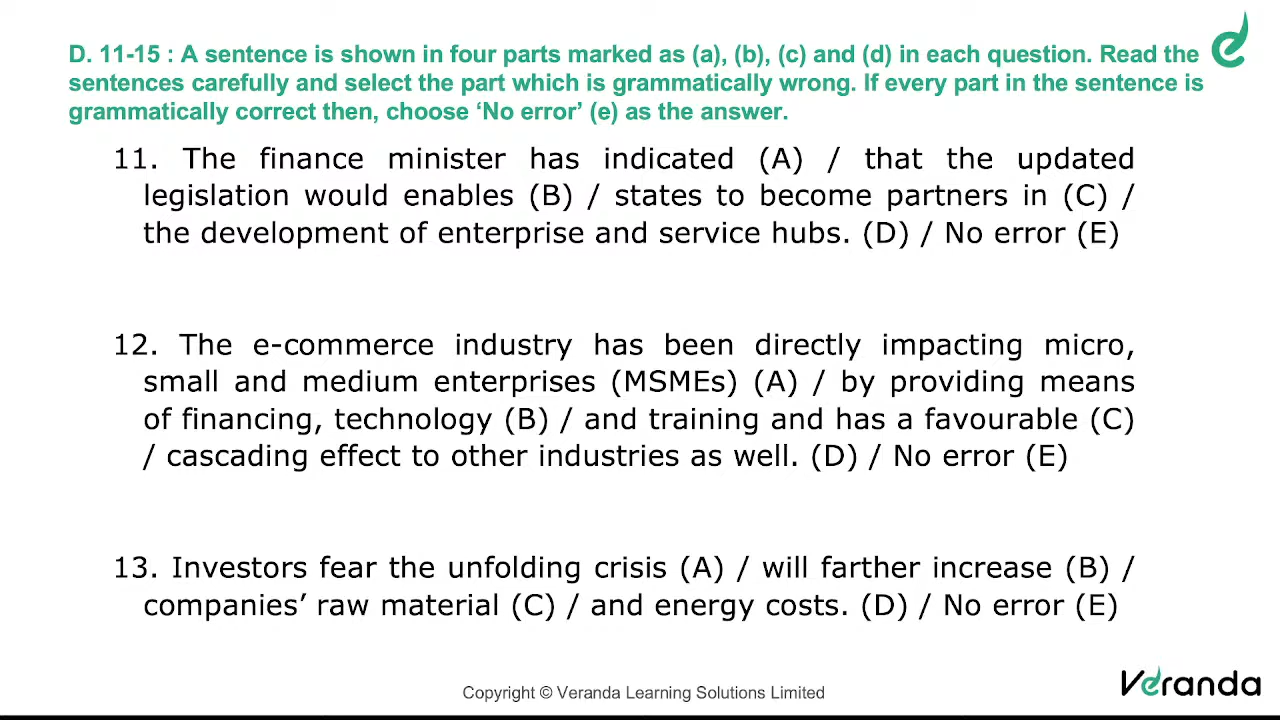 D. 11-15 : A sentence is shown in four parts marked as (a), (b), (c) and (d) in each question. Read the
sentences carefully and select the part which is grammatically wrong. If every part in the sentence is
grammatically correct then, choose ‘No error’ (e) as the answer.
11. The finance minister has indicated (A) / that the updated
legislation would enables (B) / states to become partners in (C) /
the development of enterprise and service hubs. (D) / No error (E)
12. The e-commerce industry has been directly impacting micro,
small and medium enterprises (MSMEs) (A) / by providing means
of financing, technology (B) / and training and has a favourable (C)
/ cascading effect to other industries as well. (D) / No error (E)
13. Investors fear the unfolding crisis (A) / will farther increase (B) /
companies’ raw material (C) / and energy costs. (D) / No error (E)
Copyright © Veranda Learning Solutions Limited
Veranda